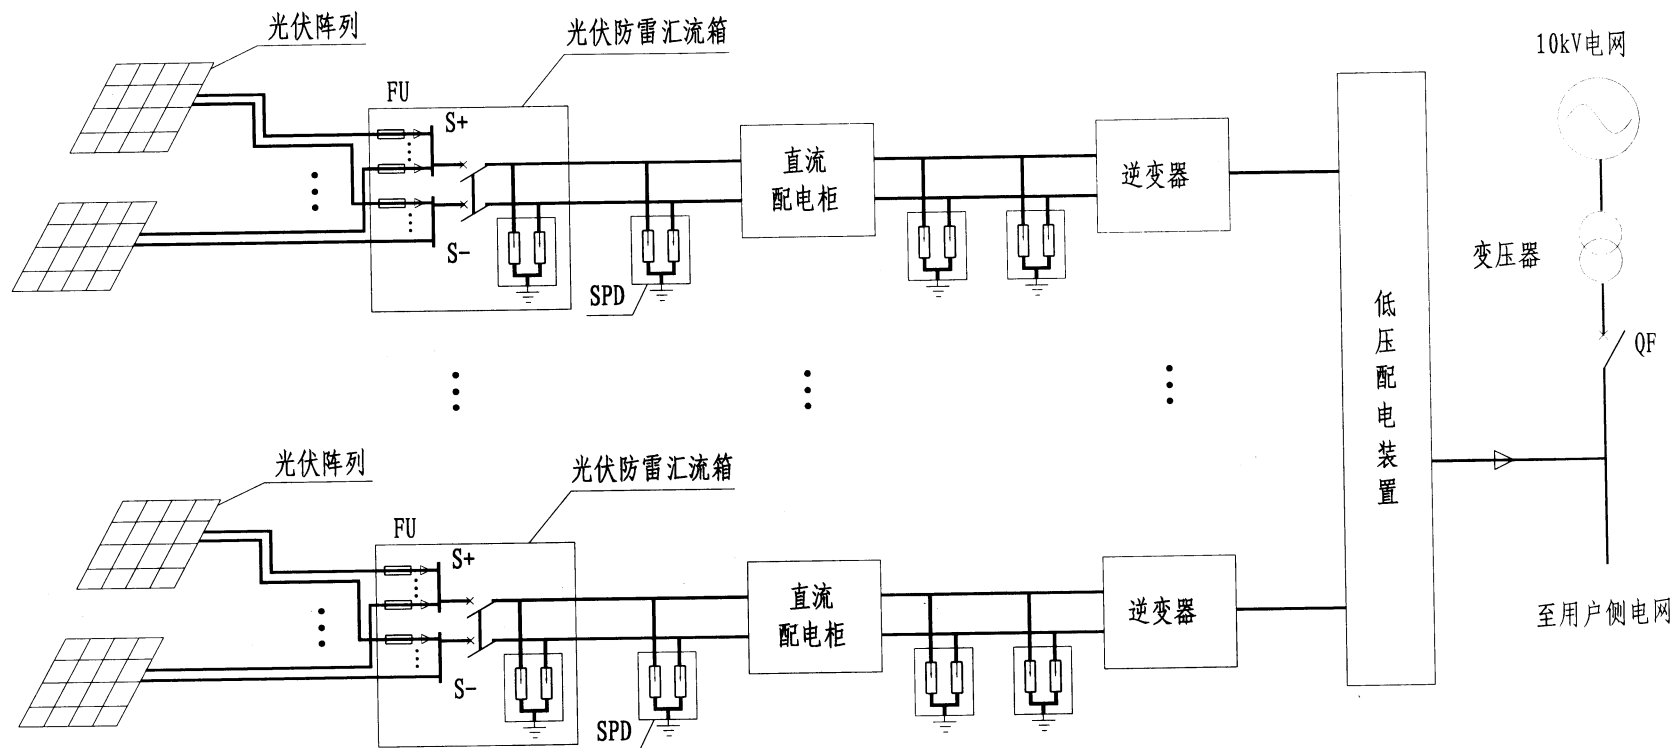 光伏阵列
光伏防雷汇流箱
10kV电网
FU
S+
直流
配电柜
逆变器
S-
SPD
变压器
低压配电装置
QF
光伏阵列
光伏防雷汇流箱
FU
S+
直流
配电柜
逆变器
至用户侧电网
S-
SPD